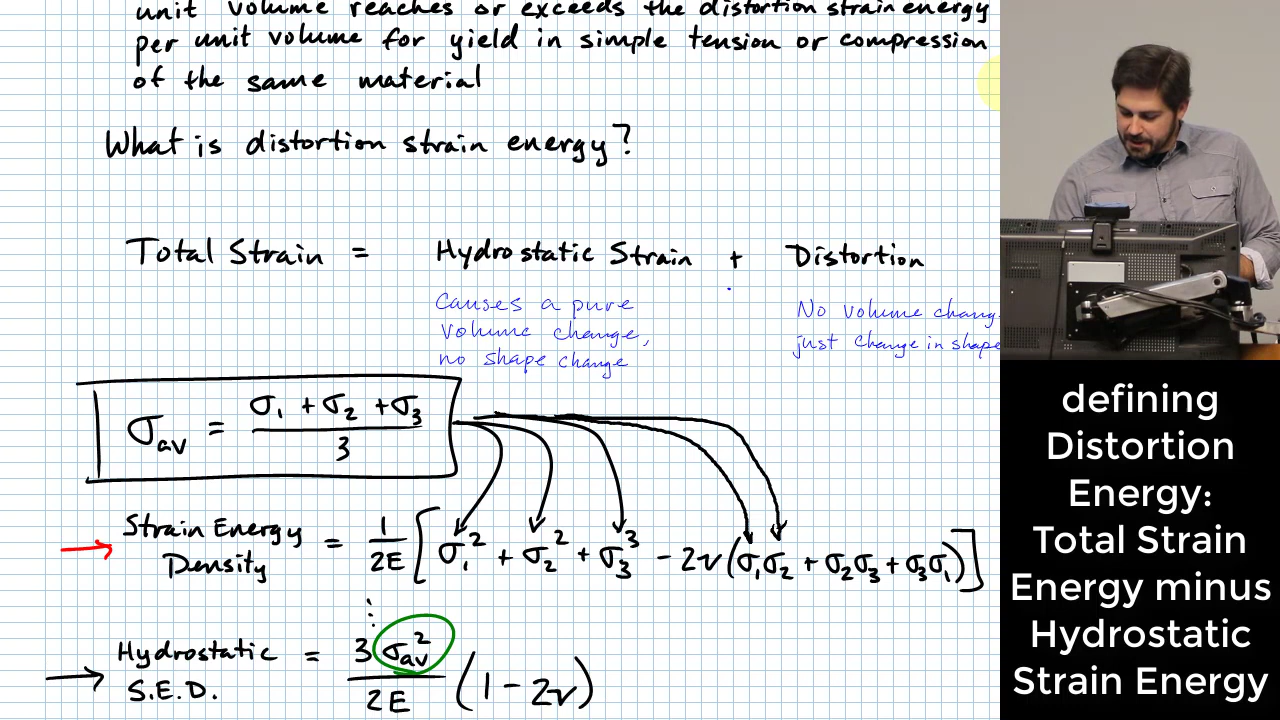 unit volume reaches or exceeds the distortion strain energy
per unit volume for yield in simple tension or compression
of the same material
What is distortion strain energy?
Total Strain = Hydrostatic Strain + Distortion
Causes a pure
volume change,
no shape change
No volume chang
just change in shape
σav = (σ1 + σ2 + σ3) / 3
Strain Energy Density = 1/2E [σ1² + σ2² + σ3³ - 2ν(σ1σ2 + σ2σ3 + σ3σ1)]
⋮
Hydrostatic S.E.D. = 3σav²/2E (1 - 2ν)
defining
Distortion
Energy:
Total Strain
Energy minus
Hydrostatic
Strain Energy